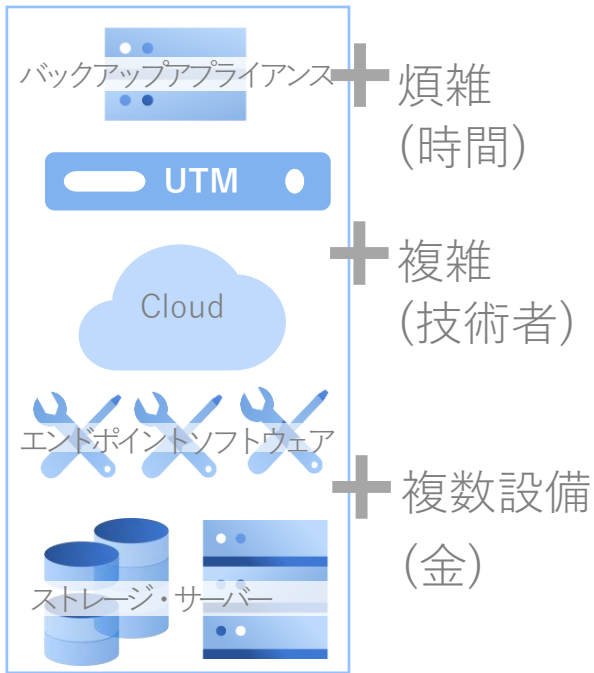 バックアップアプライアンス
+ 煩雑
(時間)
UTM
+ 複雑
(技術者)
Cloud
エンドポイントソフトウェア
+ 複数設備
(金)
ストレージ・サーバー